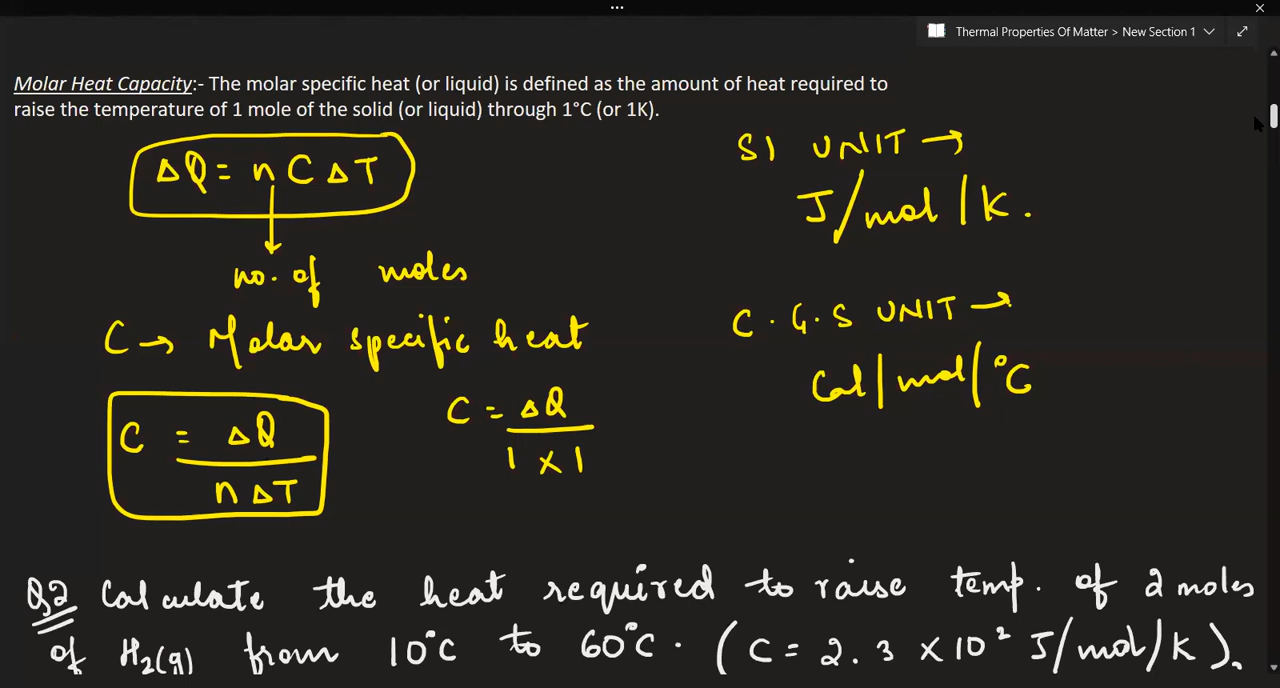 ...
Thermal Properties Of Matter > New Section 1
Molar Heat Capacity:- The molar specific heat (or liquid) is defined as the amount of heat required to
raise the temperature of 1 mole of the solid (or liquid) through 1°C (or 1K).
ΔQ = n C ΔT
no. of moles
C → Molar specific heat
C = ΔQ / n ΔT
C = ΔQ / 1 × 1
SI UNIT →
J/mol/K.
C.G.S UNIT →
Cal/mol/°C
Q2 Calculate the heat required to raise temp. of 2 moles
of H₂(g) from 10°C to 60°C. (C = 2.3 × 10² J/mol/K).